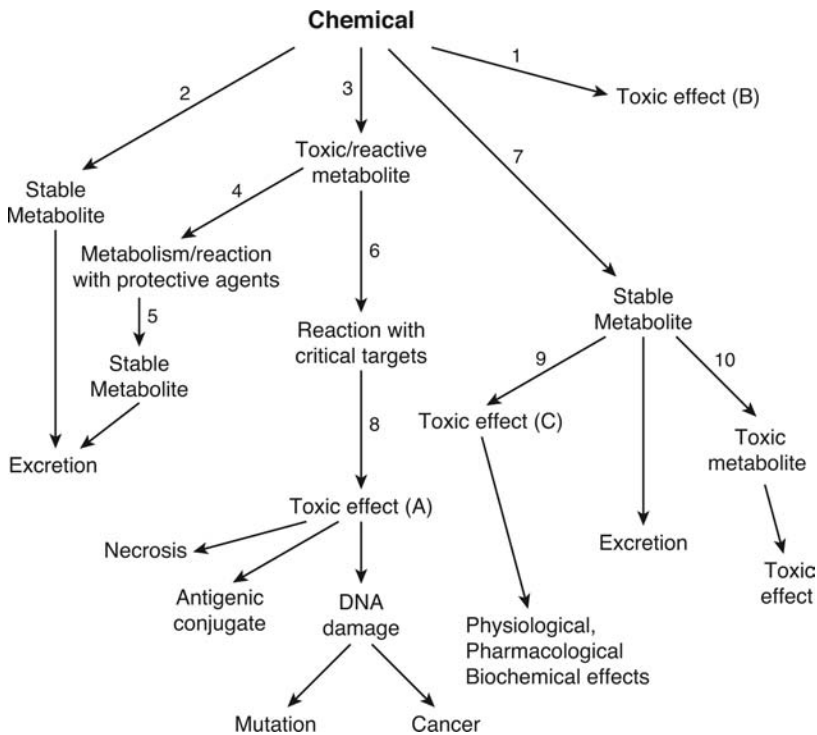 Chemical
1
2
3
Toxic effect (B)
7
Toxic/reactive
metabolite
4
Stable
Metabolite
Metabolism/reaction
with protective agents
6
5
Stable
Metabolite
Reaction with
critical targets
Stable
Metabolite
9
10
8
Toxic effect (C)
Toxic
metabolite
Excretion
Toxic effect (A)
Necrosis
Excretion
Antigenic
conjugate
DNA
damage
Toxic
effect
Physiological,
Pharmacological
Biochemical effects
Mutation
Cancer